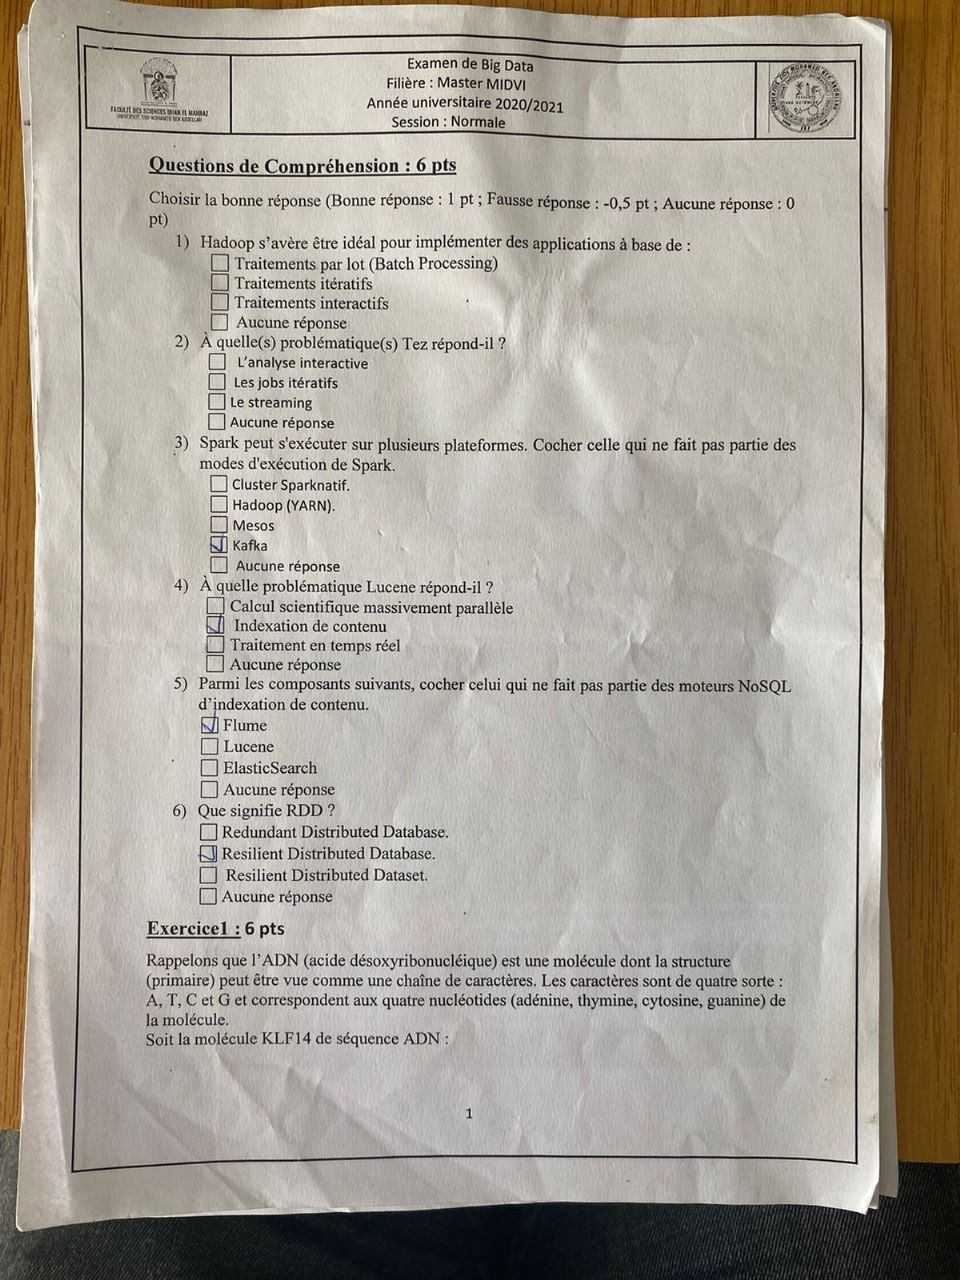 Examen de Big Data
Filière : Master MIDVI
Année universitaire 2020/2021
Session : Normale
FACULTÉ DES SCIENCES DHAR EL MAHRAZ
UNIVERSITÉ SIDI MOHAMED BEN ABDELLAH
Questions de Compréhension : 6 pts
Choisir la bonne réponse (Bonne réponse : 1 pt ; Fausse réponse : -0,5 pt ; Aucune réponse : 0
pt)
1) Hadoop s'avère être idéal pour implémenter des applications à base de :
Traitements par lot (Batch Processing)
Traitements itératifs
Traitements interactifs
Aucune réponse
2) À quelle(s) problématique(s) Tez répond-il ?
L'analyse interactive
Les jobs itératifs
Le streaming
Aucune réponse
3) Spark peut s'exécuter sur plusieurs plateformes. Cocher celle qui ne fait pas partie des
modes d'exécution de Spark.
Cluster Sparknatif.
Hadoop (YARN).
Mesos
Kafka
Aucune réponse
4) À quelle problématique Lucene répond-il ?
Calcul scientifique massivement parallèle
Indexation de contenu
Traitement en temps réel
Aucune réponse
5) Parmi les composants suivants, cocher celui qui ne fait pas partie des moteurs NoSQL
d'indexation de contenu.
Flume
Lucene
ElasticSearch
Aucune réponse
6) Que signifie RDD ?
Redundant Distributed Database.
Resilient Distributed Database.
Resilient Distributed Dataset.
Aucune réponse
Exercice1 : 6 pts
Rappelons que l'ADN (acide désoxyribonucléique) est une molécule dont la structure
(primaire) peut être vue comme une chaîne de caractères. Les caractères sont de quatre sorte :
A, T, C et G et correspondent aux quatre nucléotides (adénine, thymine, cytosine, guanine) de
la molécule.
Soit la molécule KLF14 de séquence ADN :
1